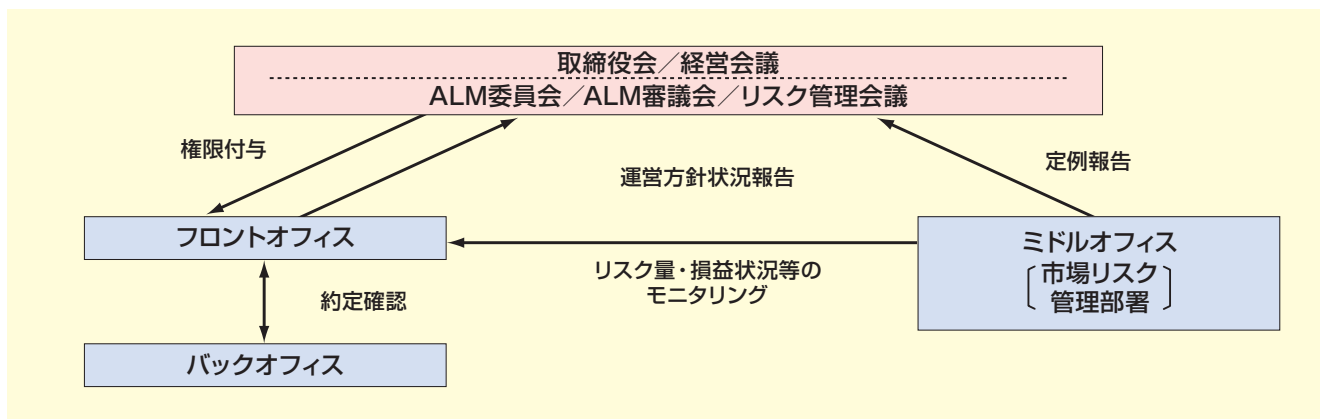 取締役会／経営会議
ALM委員会／ALM審議会／リスク管理会議
権限付与
定例報告
運営方針状況報告
フロントオフィス
ミドルオフィス
市場リスク
管理部署
リスク量・損益状況等の
モニタリング
約定確認
バックオフィス